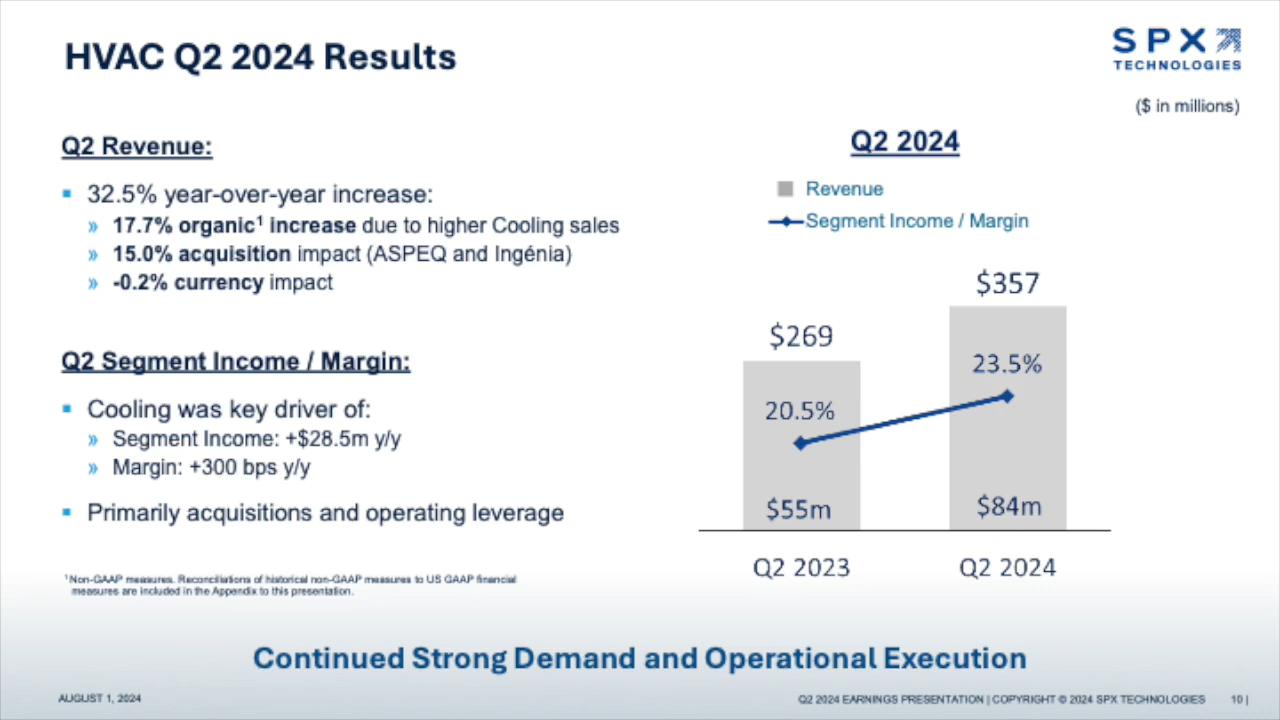 HVAC Q2 2024 Results
SPX
TECHNOLOGIES
($ in millions)
Q2 Revenue:
▪ 32.5% year-over-year increase:
» 17.7% organic¹ increase due to higher Cooling sales
» 15.0% acquisition impact (ASPEQ and Ingénia)
» -0.2% currency impact
Q2 Segment Income / Margin:
▪ Cooling was key driver of:
» Segment Income: +$28.5m y/y
» Margin: +300 bps y/y
▪ Primarily acquisitions and operating leverage
¹ Non-GAAP measures. Reconciliations of historical non-GAAP measures to US GAAP financial
measures are included in the Appendix to this presentation.
Q2 2024
Revenue
Segment Income / Margin
$357
$269
23.5%
20.5%
$55m
$84m
Q2 2023
Q2 2024
Continued Strong Demand and Operational Execution
AUGUST 1, 2024
Q2 2024 EARNINGS PRESENTATION | COPYRIGHT © 2024 SPX TECHNOLOGIES 10 |